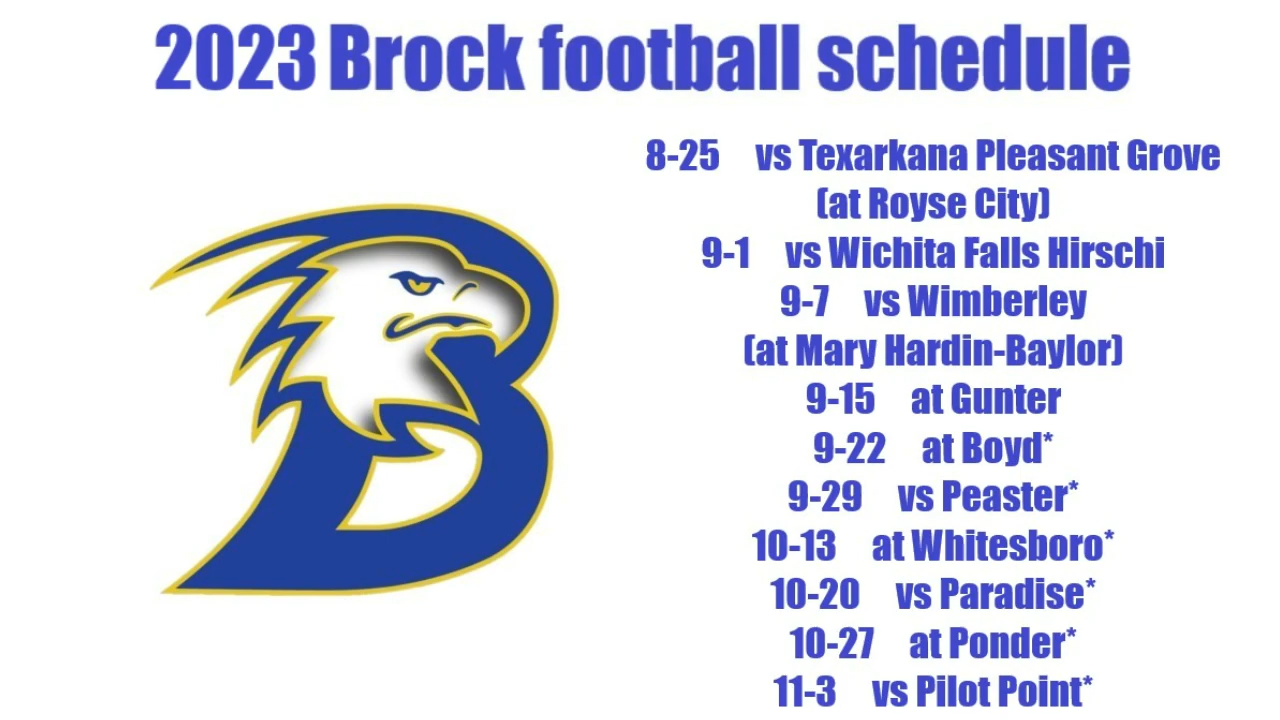 2023 Brock football schedule
8-25 vs Texarkana Pleasant Grove
(at Royse City)
9-1 vs Wichita Falls Hirschi
9-7 vs Wimberley
(at Mary Hardin-Baylor)
9-15 at Gunter
9-22 at Boyd*
9-29 vs Peaster*
10-13 at Whitesboro*
10-20 vs Paradise*
10-27 at Ponder*
11-3 vs Pilot Point*